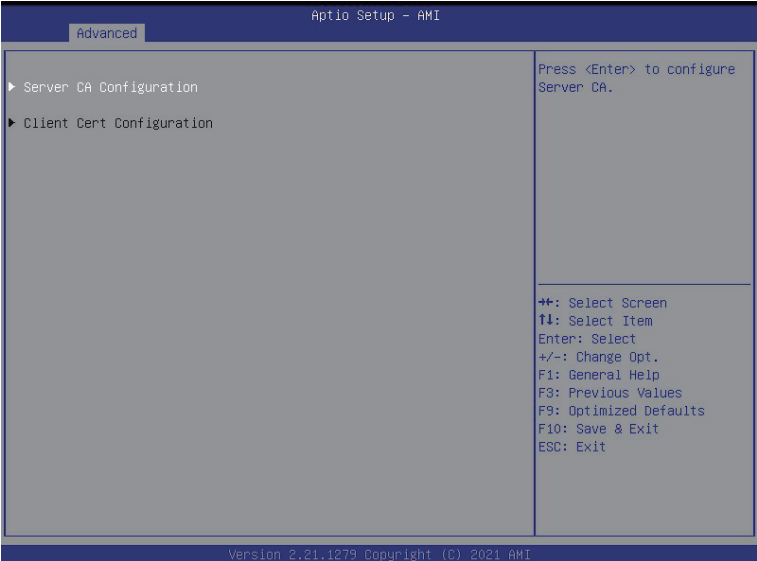 Aptio Setup – AMI
Advanced
▶ Server CA Configuration
▶ Client Cert Configuration
Press <Enter> to configure
Server CA.
→←: Select Screen
↑↓: Select Item
Enter: Select
+/-: Change Opt.
F1: General Help
F3: Previous Values
F9: Optimized Defaults
F10: Save & Exit
ESC: Exit
Version 2.21.1279 Copyright (C) 2021 AMI